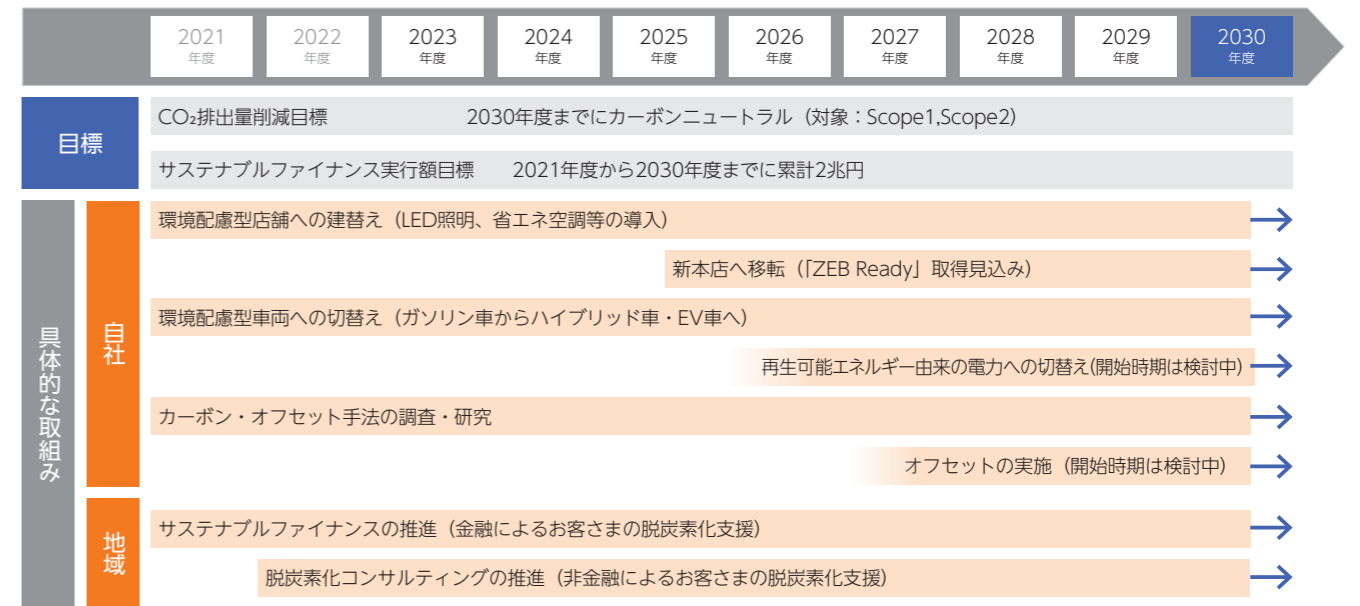 2021
年度
2022
年度
2023
年度
2024
年度
2025
年度
2026
年度
2027
年度
2028
年度
2029
年度
2030
年度
目標
CO₂排出量削減目標 2030年度までにカーボンニュートラル（対象：Scope1,Scope2）
サステナブルファイナンス実行額目標 2021年度から2030年度までに累計2兆円
具体的な取組み
自社
環境配慮型店舗への建替え（LED照明、省エネ空調等の導入）
新本店へ移転（「ZEB Ready」取得見込み）
環境配慮型車両への切替え（ガソリン車からハイブリッド車・EV車へ）
再生可能エネルギー由来の電力への切替え(開始時期は検討中)
カーボン・オフセット手法の調査・研究
オフセットの実施（開始時期は検討中）
地域
サステナブルファイナンスの推進（金融によるお客さまの脱炭素化支援）
脱炭素化コンサルティングの推進（非金融によるお客さまの脱炭素化支援）